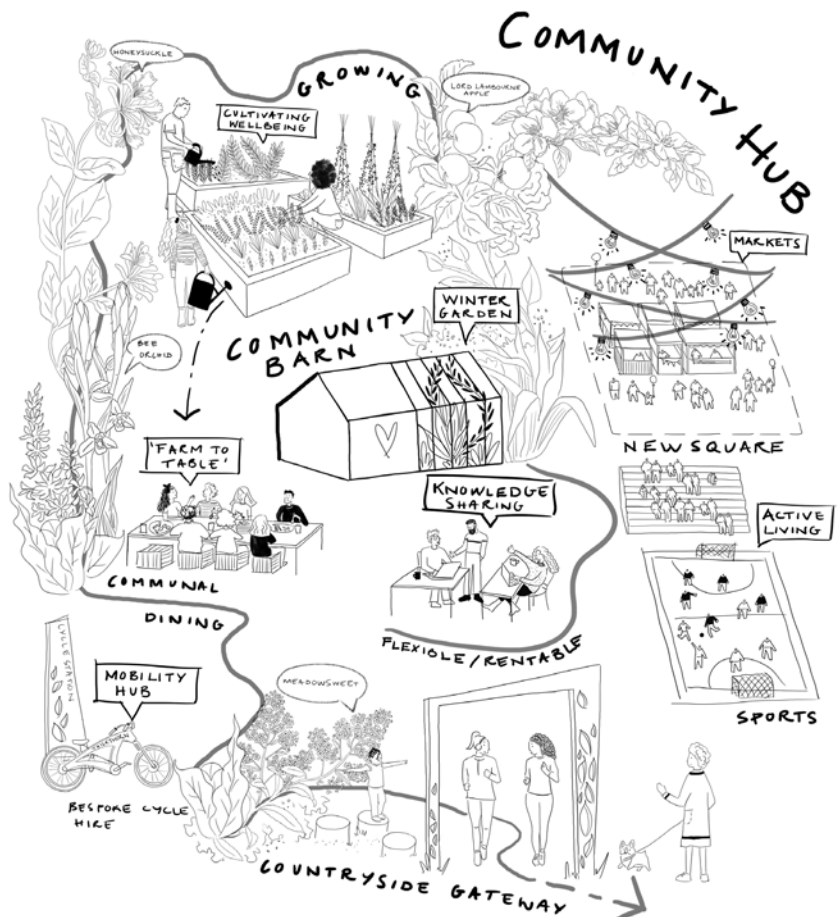 COMMUNITY HUB
HONEYSUCKLE
GROWING
CULTIVATING
WELLBEING
LORD LAMBOURNE
APPLE
MARKETS
WINTER
GARDEN
COMMUNITY
BARN
BEE
ORCHID
NEW SQUARE
'FARM TO
TABLE'
KNOWLEDGE
SHARING
ACTIVE
LIVING
COMMUNAL
DINING
FLEXIBLE/RENTABLE
SPORTS
CYCLE STATION
MOBILITY
HUB
MEADOWSWEET
BESPOKE CYCLE
HIRE
COUNTRYSIDE GATEWAY